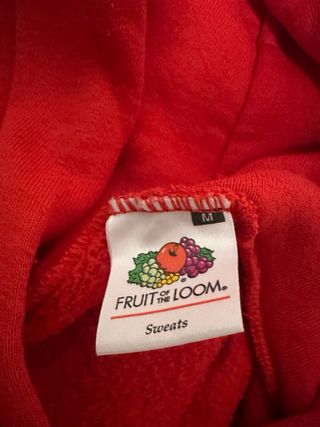 M
FRUIT OF THE LOOM®
Sweats